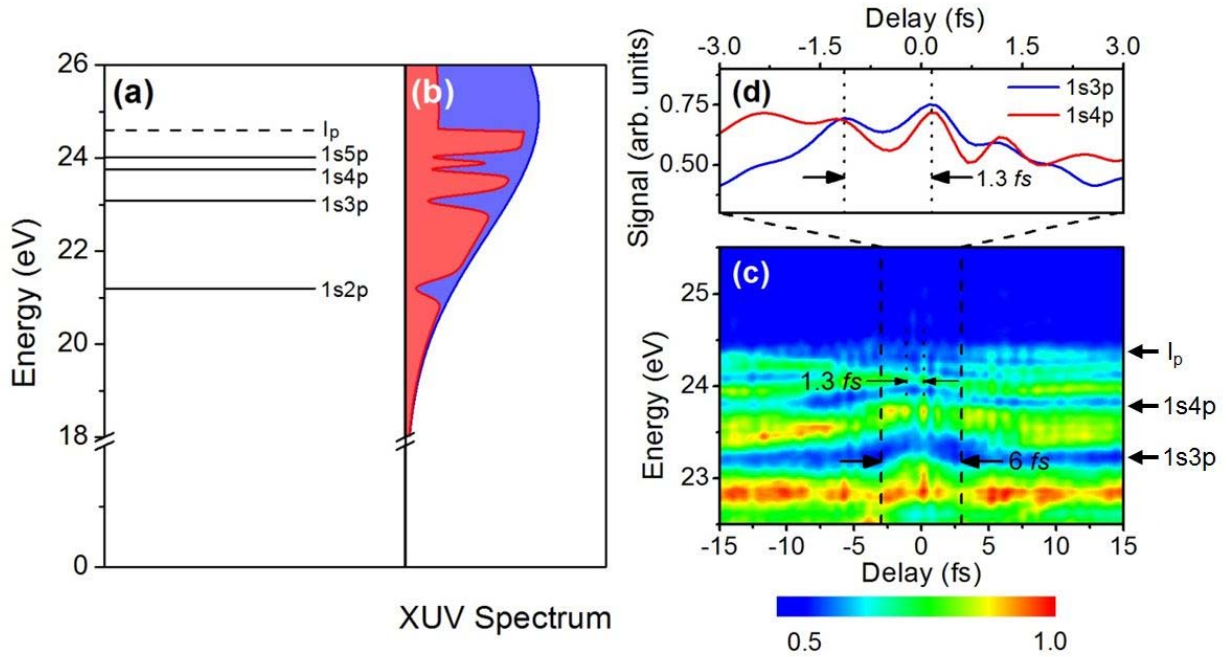 (a)
(b)
26
24
22
20
18
0
Energy (eV)
Ip
1s5p
1s4p
1s3p
1s2p
XUV Spectrum
Delay (fs)
-3.0 -1.5 0.0 1.5 3.0
(d)
1s3p
1s4p
0.75
0.50
Signal (arb. units)
1.3 fs
(c)
25
24
23
Energy (eV)
1.3 fs
6 fs
Ip
1s4p
1s3p
-15 -10 -5 0 5 10 15
Delay (fs)
0.5 1.0